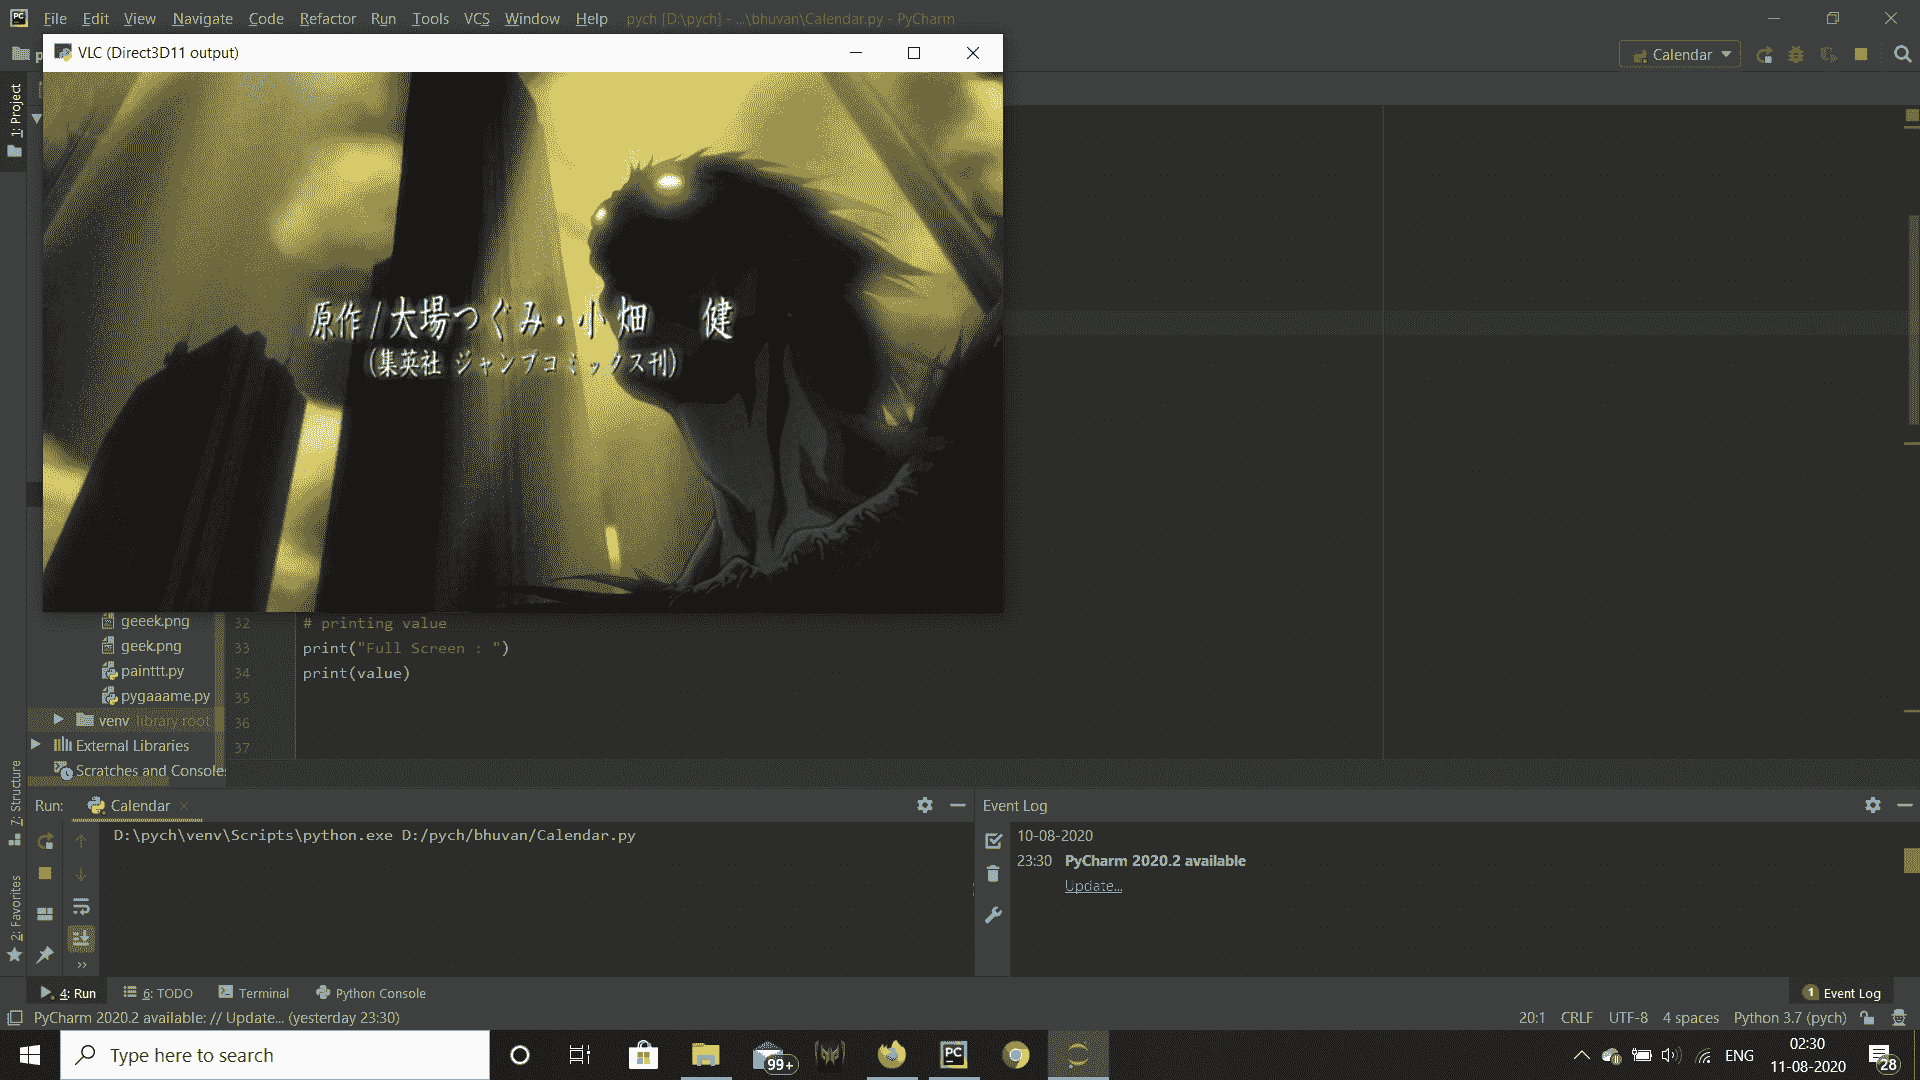 File Edit View Navigate Code Refactor Run Tools VCS Window Help pych [D:\pych] - ...\bhuvan\Calendar.py - PyCharm
VLC (Direct3D11 output)
Calendar
1: Project
原作/大場つぐみ・小畑 健
(集英社 ジャンプコミックス刊)
geeek.png
geek.png
painttt.py
pygaaame.py
venv library root
External Libraries
Scratches and Console
32 # printing value
33 print("Full Screen : ")
34 print(value)
35
36
37
7: Structure
2: Favorites
Run: Calendar
D:\pych\venv\Scripts\python.exe D:/pych/bhuvan/Calendar.py
Event Log
10-08-2020
23:30 PyCharm 2020.2 available
Update...
4: Run 6: TODO Terminal Python Console
1 Event Log
PyCharm 2020.2 available: // Update... (yesterday 23:30)
20:1 CRLF UTF-8 4 spaces Python 3.7 (pych)
Type here to search
99+
PC
ENG
02:30
11-08-2020
28